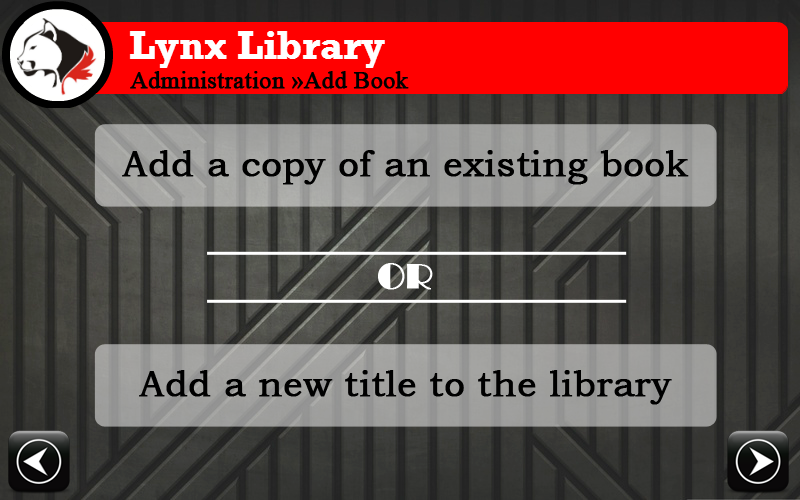 Lynx Library
Administration »Add Book
Add a copy of an existing book
OR
Add a new title to the library